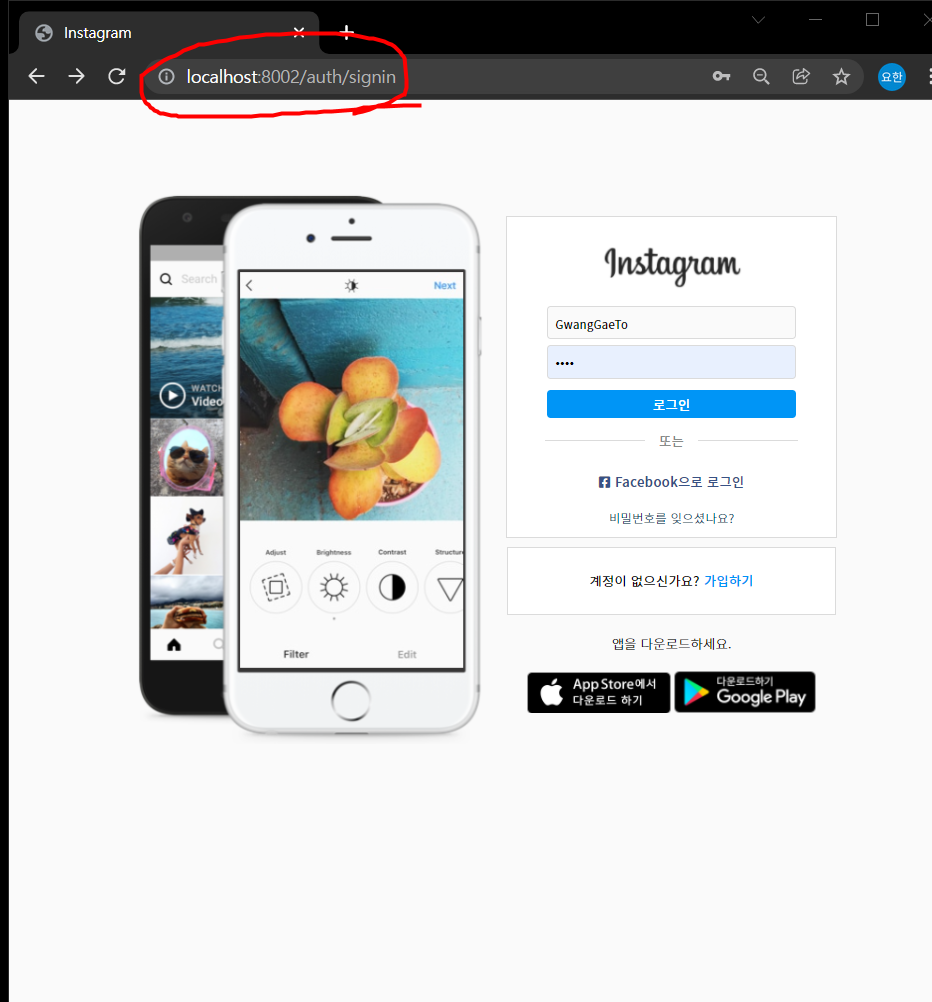 Instagram
localhost:8002/auth/signin
요한
Search
Next
WATCH
Video
Adjust Brightness Contrast Structure
Filter Edit
Instagram
GwangGaeTo
••••
로그인
또는
Facebook으로 로그인
비밀번호를 잊으셨나요?
계정이 없으신가요? 가입하기
앱을 다운로드하세요.
App Store에서
다운로드 하기
다운로드하기
Google Play